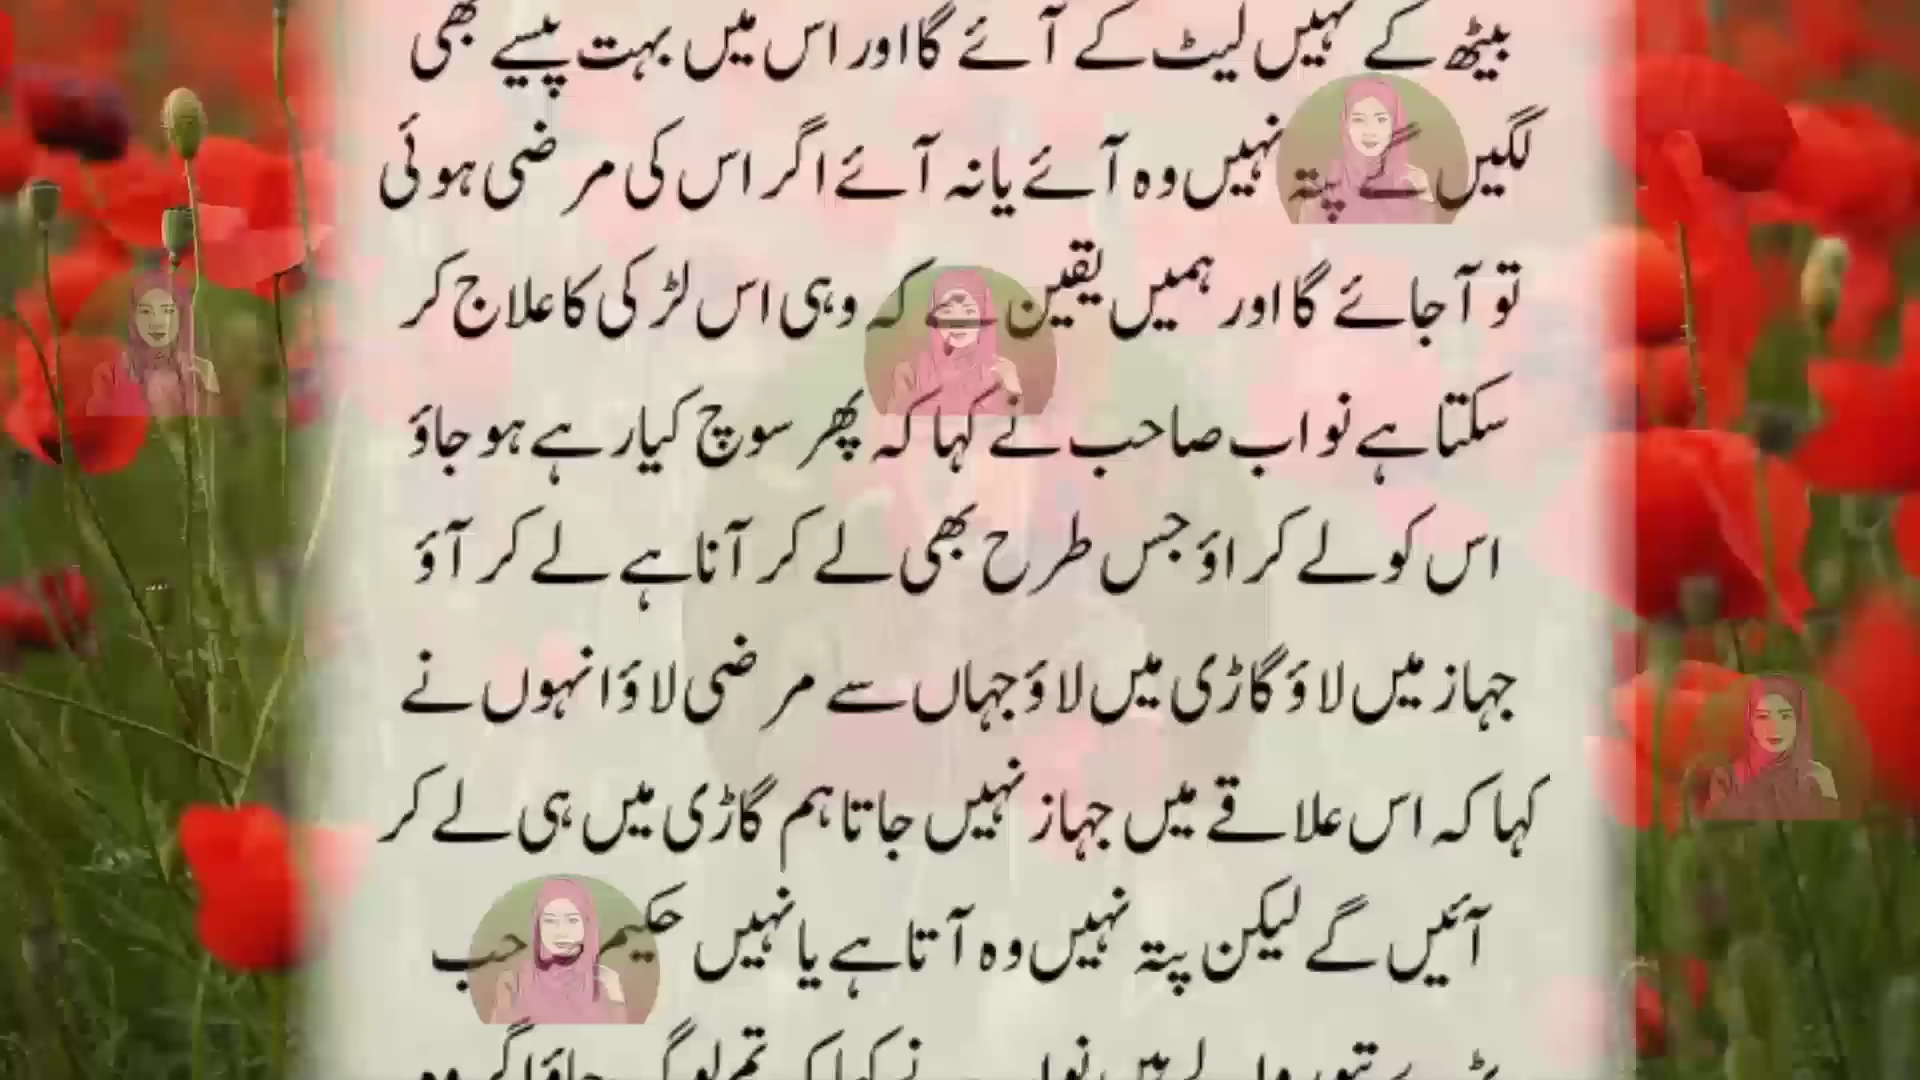 بیٹھ کے نہیں لیٹ کے آئے گا اور اس میں بہت پیسے بھی
لگیں گے پتہ نہیں وہ آئے یا نہ آئے اگر اس کی مرضی ہوئی
تو آ جائے گا اور ہمیں یقین ہے کہ وہی اس لڑکی کا علاج کر
سکتا ہے نواب صاحب نے کہا کہ پھر سوچ کیا رہے ہو جاؤ
اس کو لے کر اؤ جس طرح بھی لے کر آنا ہے لے کر آؤ
جہاز میں لاؤ گاڑی میں لاؤ جہاں سے مرضی لاؤ انہوں نے
کہا کہ اس علاقے میں جہاز نہیں جاتا ہم گاڑی میں ہی لے کر
آئیں گے لیکن پتہ نہیں وہ آتا ہے یا نہیں حکیم صاحب